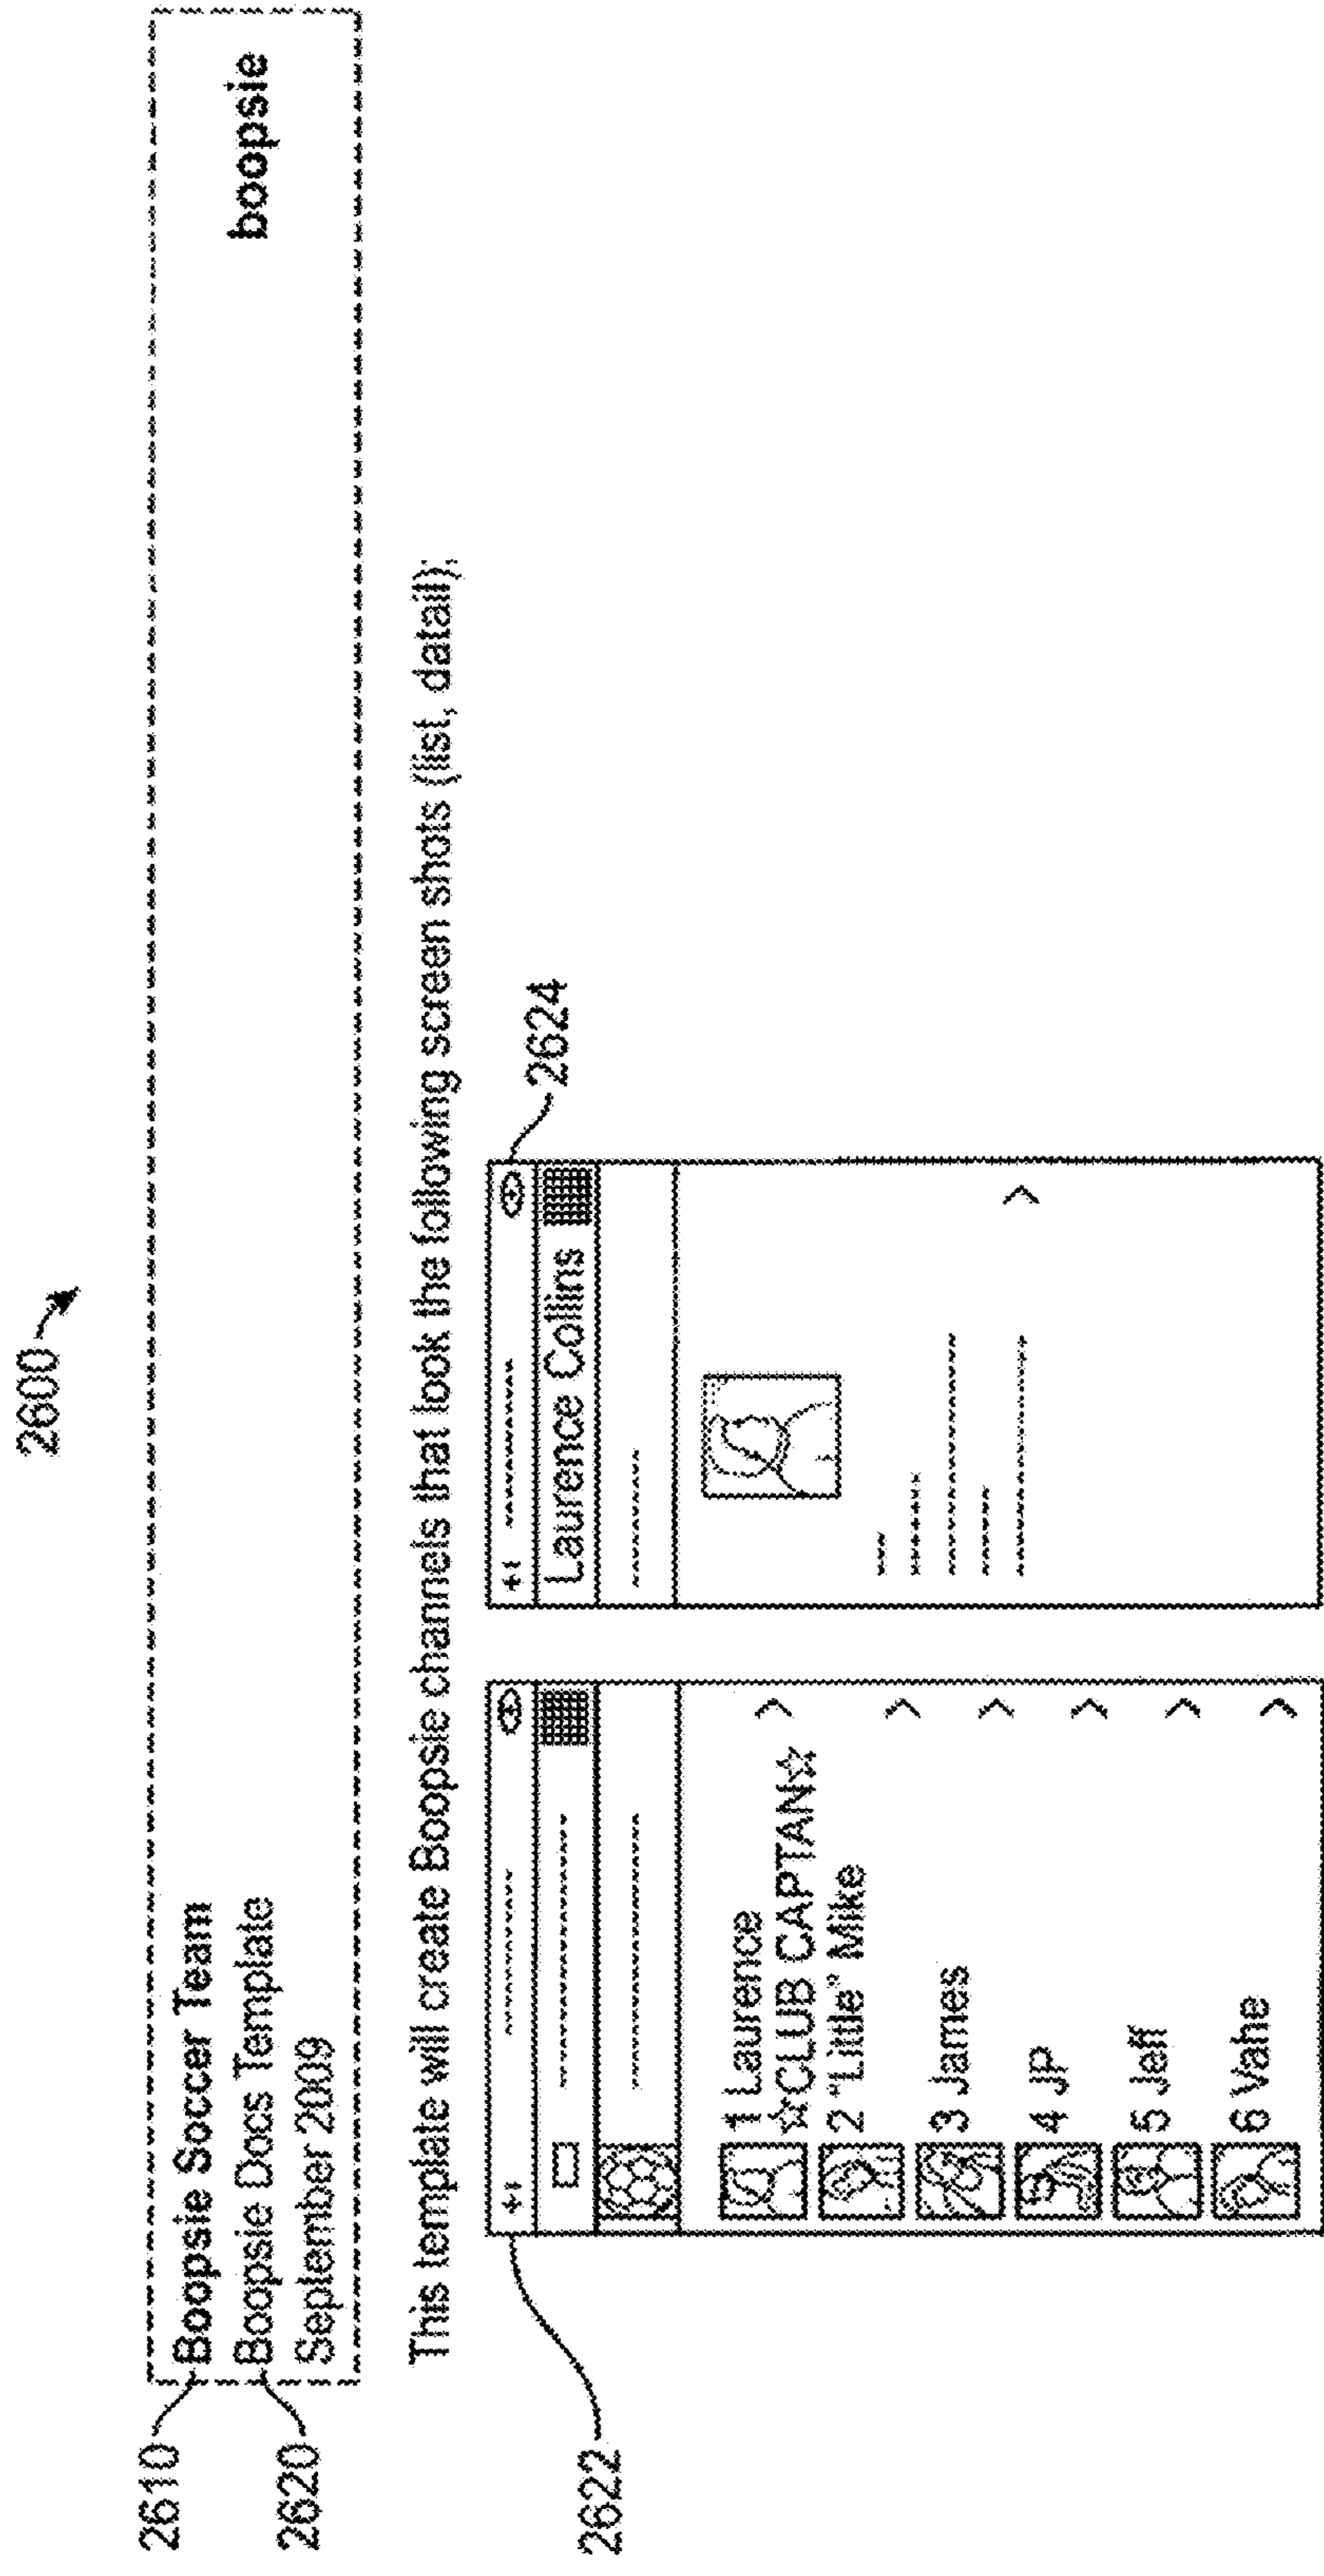 2600
2610
Boopsie Soccer Team
boopsie
2620
Boopsie Docs Template
September 2009
This template will create Boopsie channels that look the following screen shots (list, datail):
2622
2624
1 Laurence
☆CLUB CAPTAN☆
2 "Little" Mike
3 James
4 JP
5 Jeff
6 Vahe
Laurence Collins